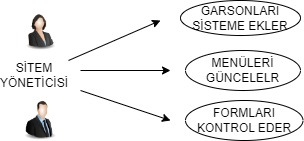 GARSONLARI
SİSTEME EKLER
SİTEM
YÖNETİCİSİ
MENÜLERİ
GÜNCELELR
FORMLARI
KONTROL EDER